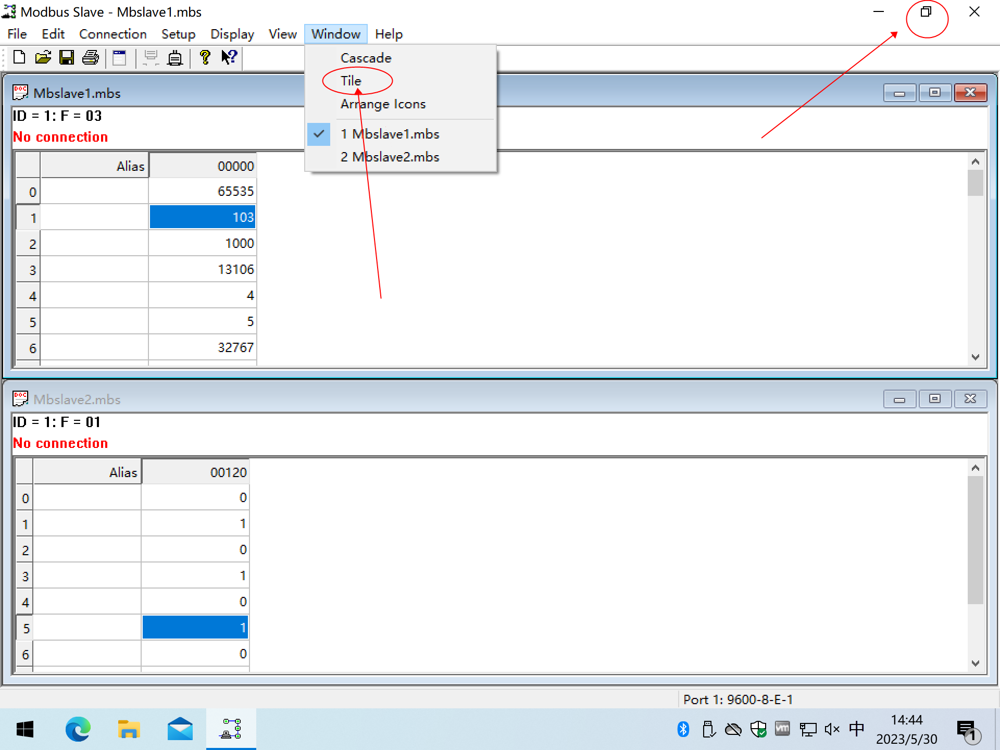 Modbus Slave - Mbslave1.mbs
File Edit Connection Setup Display View Window Help
Cascade
Tile
Arrange Icons
1 Mbslave1.mbs
2 Mbslave2.mbs
DOC Mbslave1.mbs
ID = 1: F = 03
No connection
Alias 00000
0 65535
1 103
2 1000
3 13106
4 4
5 5
6 32767
DOC Mbslave2.mbs
ID = 1: F = 01
No connection
Alias 00120
0 0
1 1
2 0
3 1
4 0
5 1
6 0
Port 1: 9600-8-E-1
vm 中 14:44 1
2023/5/30